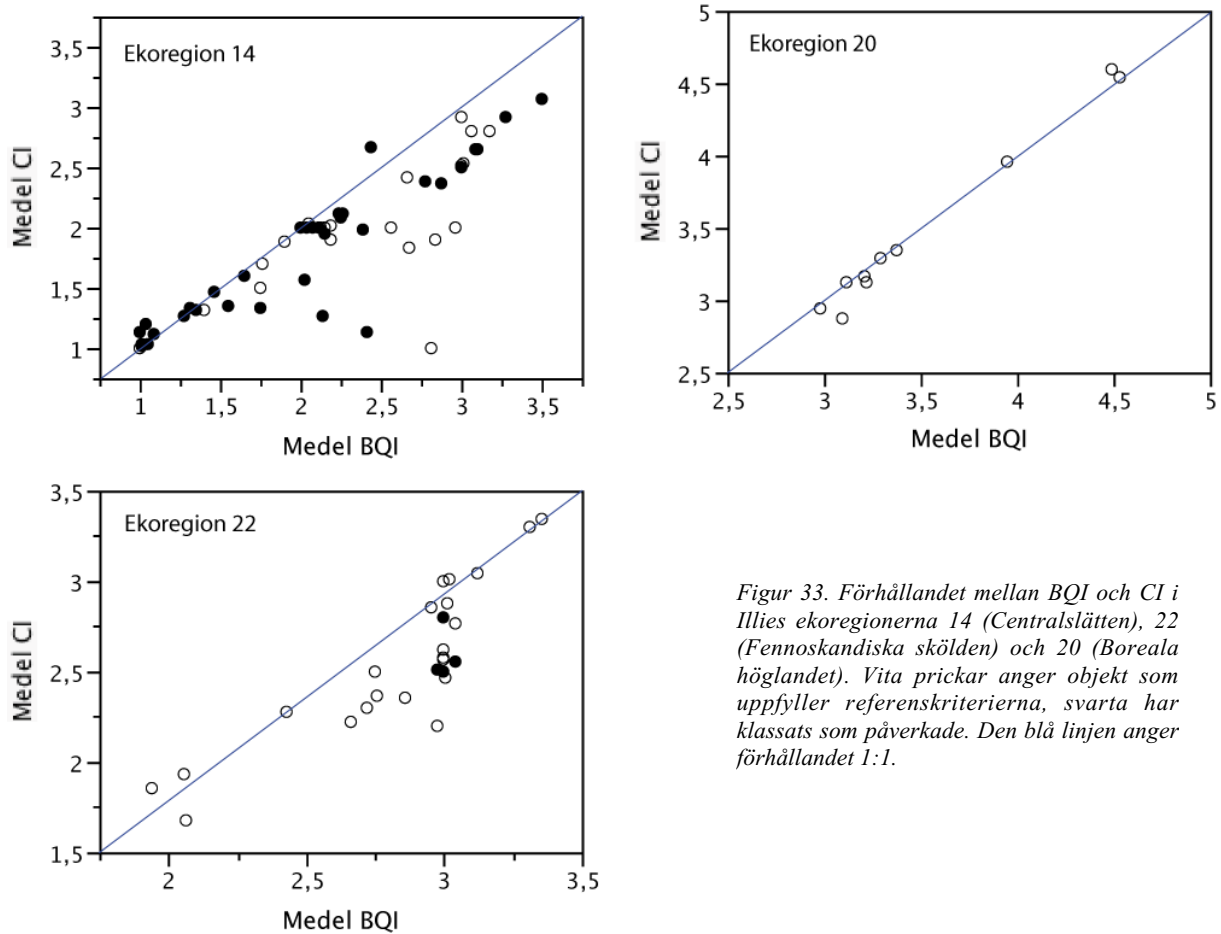 Ekoregion 14
3,5
3
2,5
2
1,5
1
Medel CI
1 1,5 2 2,5 3 3,5
Medel BQI
Ekoregion 20
5
4,5
4
3,5
3
2,5
Medel CI
2,5 3 3,5 4 4,5 5
Medel BQI
Ekoregion 22
3,5
3
2,5
2
1,5
Medel CI
2 2,5 3 3,5
Medel BQI
Figur 33. Förhållandet mellan BQI och CI i
Illies ekoregionerna 14 (Centralslätten), 22
(Fennoskandiska skölden) och 20 (Boreala
höglandet). Vita prickar anger objekt som
uppfyller referenskriterierna, svarta har
klassats som påverkade. Den blå linjen anger
förhållandet 1:1.